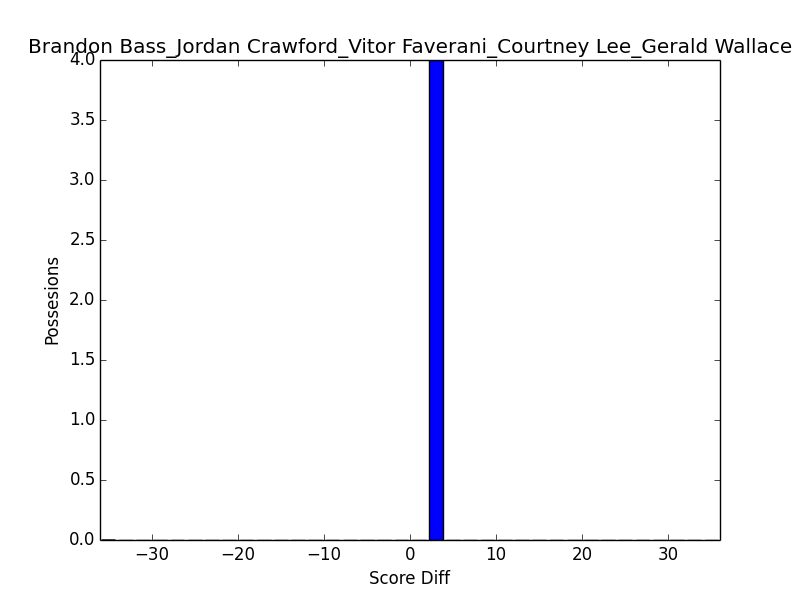 Brandon Bass_Jordan Crawford_Vitor Faverani_Courtney Lee_Gerald Wallace
4.0
3.5
3.0
2.5
2.0
1.5
1.0
0.5
0.0
Possesions
−30 −20 −10 0 10 20 30
Score Diff